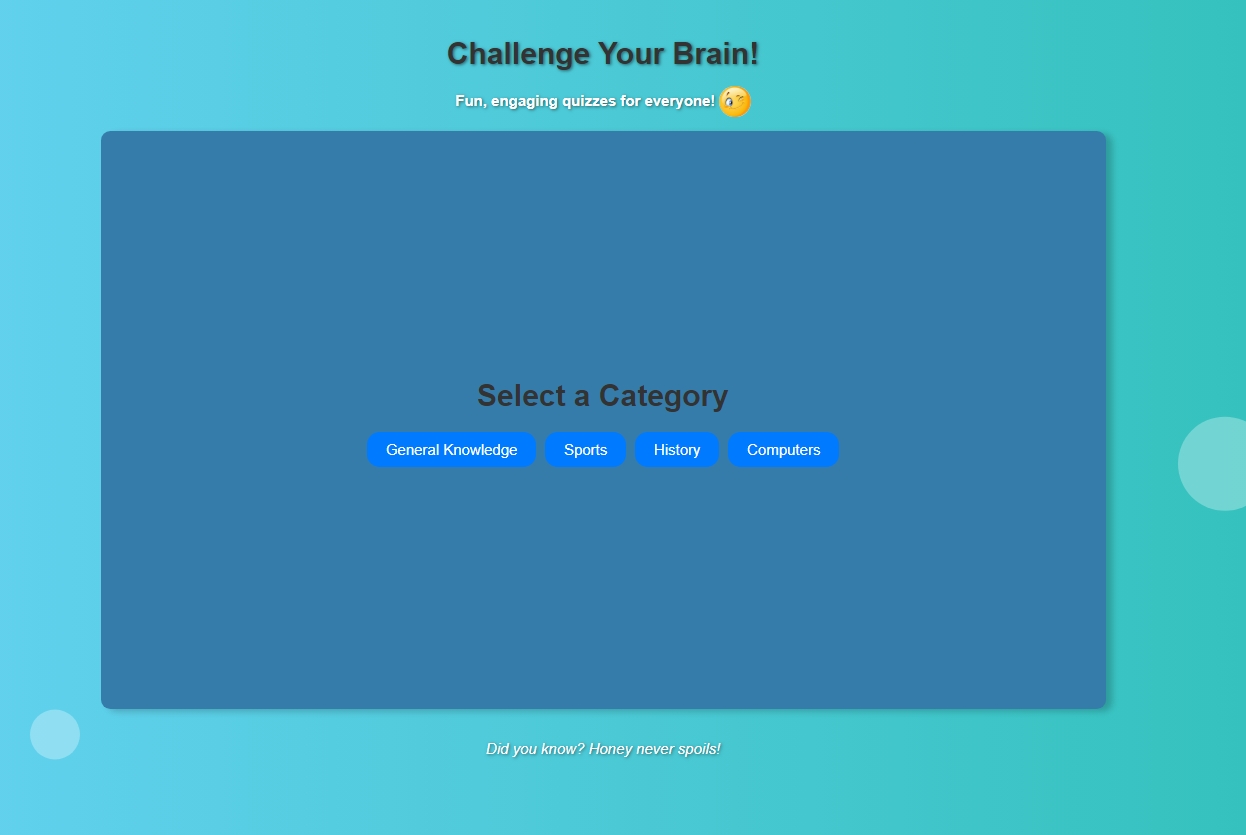 Challenge Your Brain!
Fun, engaging quizzes for everyone!
Select a Category
General Knowledge Sports History Computers
Did you know? Honey never spoils!